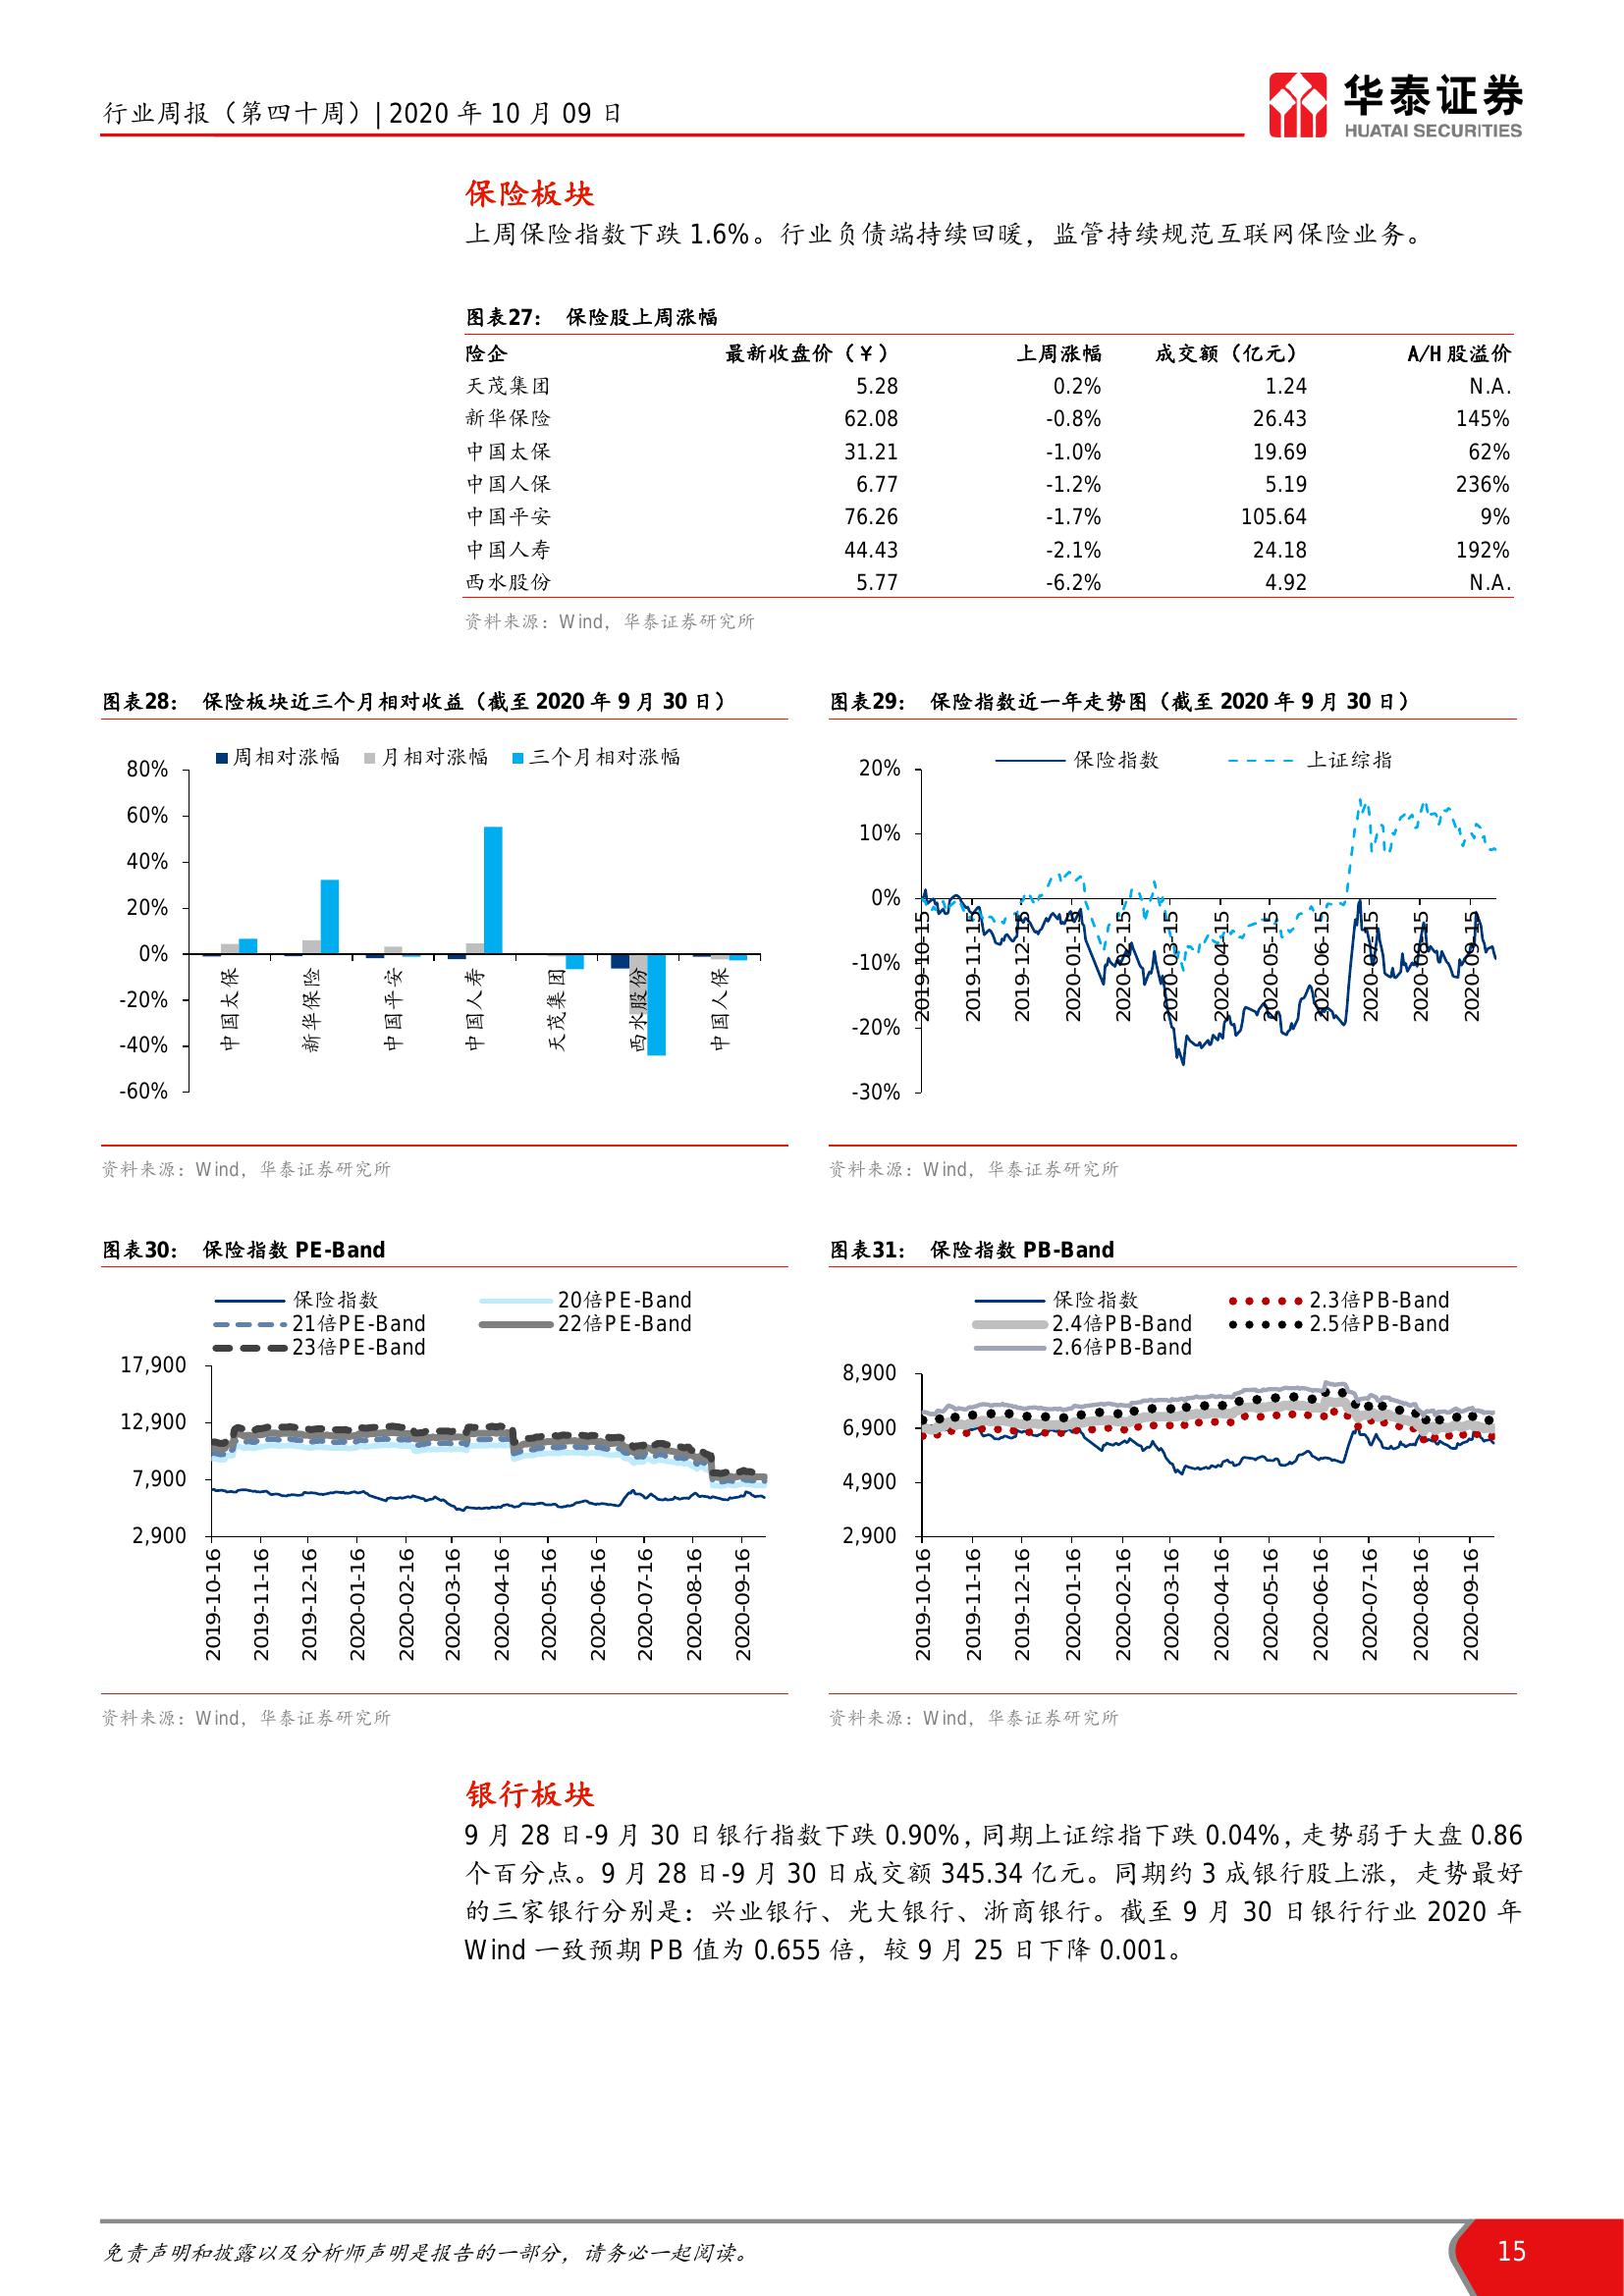 行业周报（第四十周）| 2020 年 10 月 09 日
华泰证券
HUATAI SECURITIES
保险板块
上周保险指数下跌 1.6%。行业负债端持续回暖，监管持续规范互联网保险业务。
图表27： 保险股上周涨幅
险企 最新收盘价（￥） 上周涨幅 成交额（亿元） A/H 股溢价
天茂集团 5.28 0.2% 1.24 N.A.
新华保险 62.08 -0.8% 26.43 145%
中国太保 31.21 -1.0% 19.69 62%
中国人保 6.77 -1.2% 5.19 236%
中国平安 76.26 -1.7% 105.64 9%
中国人寿 44.43 -2.1% 24.18 192%
西水股份 5.77 -6.2% 4.92 N.A.
资料来源：Wind，华泰证券研究所
图表28： 保险板块近三个月相对收益（截至 2020 年 9 月 30 日）
周相对涨幅 月相对涨幅 三个月相对涨幅
80%
60%
40%
20%
0%
-20%
-40%
-60%
中国太保
新华保险
中国平安
中国人寿
天茂集团
西水股份
中国人保
资料来源：Wind，华泰证券研究所
图表29： 保险指数近一年走势图（截至 2020 年 9 月 30 日）
保险指数 上证综指
20%
10%
0%
-10%
-20%
-30%
2019-10-15
2019-11-15
2019-12-15
2020-01-15
2020-02-15
2020-03-15
2020-04-15
2020-05-15
2020-06-15
2020-07-15
2020-08-15
2020-09-15
资料来源：Wind，华泰证券研究所
图表30： 保险指数 PE-Band
保险指数 20倍PE-Band
21倍PE-Band 22倍PE-Band
23倍PE-Band
17,900
12,900
7,900
2,900
2019-10-16
2019-11-16
2019-12-16
2020-01-16
2020-02-16
2020-03-16
2020-04-16
2020-05-16
2020-06-16
2020-07-16
2020-08-16
2020-09-16
资料来源：Wind，华泰证券研究所
图表31： 保险指数 PB-Band
保险指数 2.3倍PB-Band
2.4倍PB-Band 2.5倍PB-Band
2.6倍PB-Band
8,900
6,900
4,900
2,900
2019-10-16
2019-11-16
2019-12-16
2020-01-16
2020-02-16
2020-03-16
2020-04-16
2020-05-16
2020-06-16
2020-07-16
2020-08-16
2020-09-16
资料来源：Wind，华泰证券研究所
银行板块
9 月 28 日-9 月 30 日银行指数下跌 0.90%，同期上证综指下跌 0.04%，走势弱于大盘 0.86
个百分点。9 月 28 日-9 月 30 日成交额 345.34 亿元。同期约 3 成银行股上涨，走势最好
的三家银行分别是：兴业银行、光大银行、浙商银行。截至 9 月 30 日银行行业 2020 年
Wind 一致预期 PB 值为 0.655 倍，较 9 月 25 日下降 0.001。
免责声明和披露以及分析师声明是报告的一部分，请务必一起阅读。
15